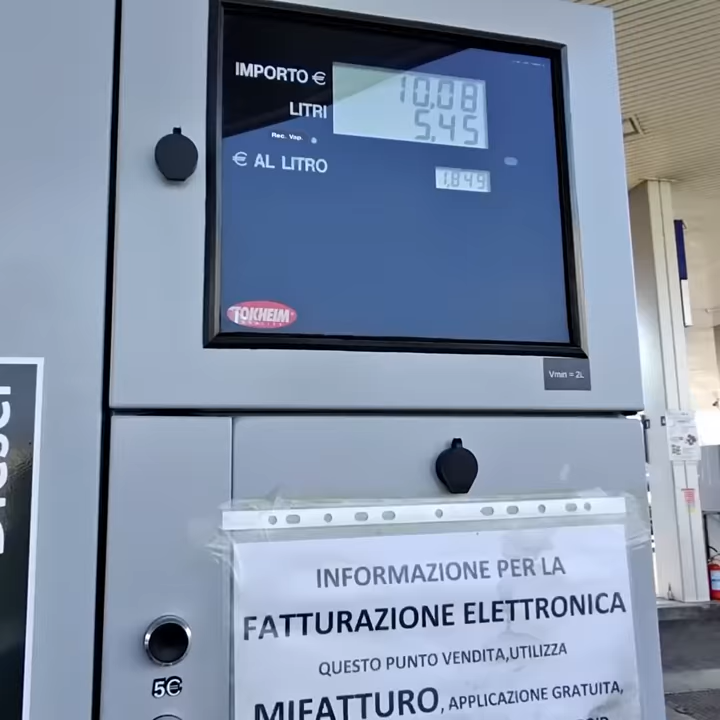 IMPORTO € 10,08
LITRI 5,45
Rec. Vap.
€ AL LITRO 1,849
TOKHEIM
Vmin = 2L
Diesel
INFORMAZIONE PER LA
FATTURAZIONE ELETTRONICA
QUESTO PUNTO VENDITA,UTILIZZA
MIFATTURO, APPLICAZIONE GRATUITA,
5€